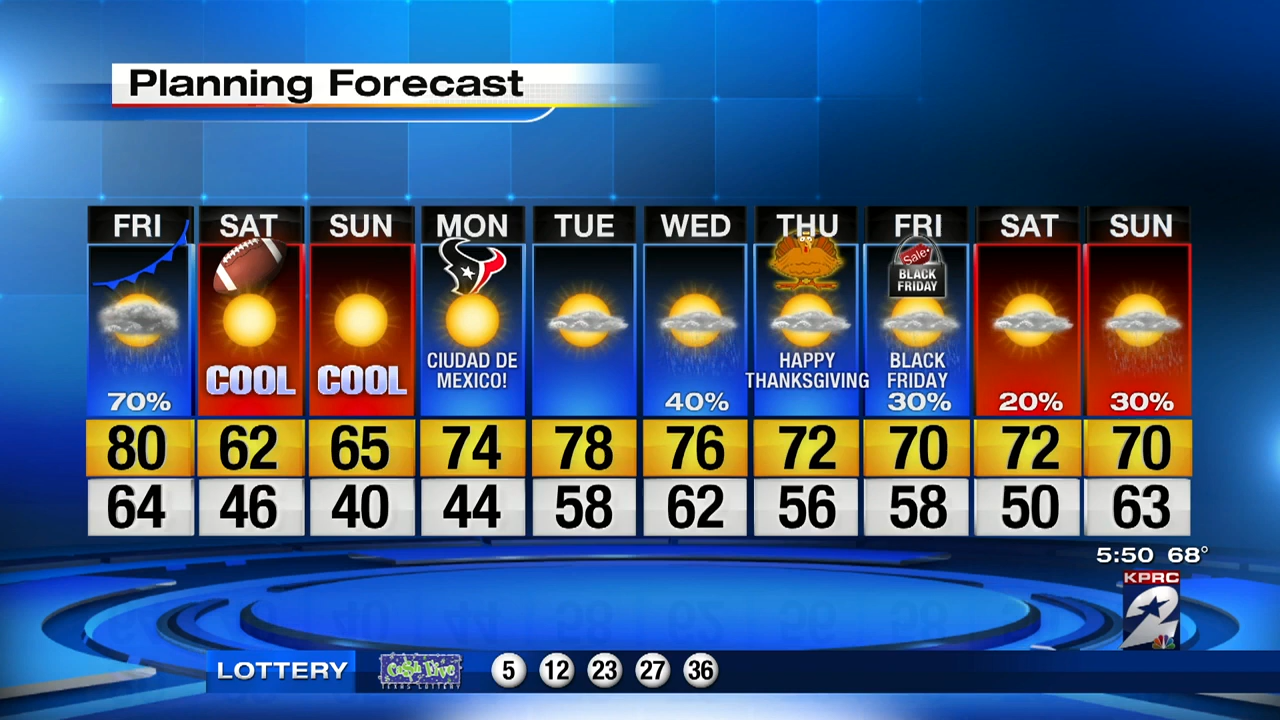 Planning Forecast
FRI SAT SUN MON TUE WED THU FRI SAT SUN
Sale
BLACK
FRIDAY
COOL COOL
CIUDAD DE
MEXICO!
HAPPY
THANKSGIVING
BLACK
FRIDAY
70% 40% 30% 20% 30%
80 62 65 74 78 76 72 70 72 70
64 46 40 44 58 62 56 58 50 63
5:50 68°
KPRC
2
LOTTERY Cash Five 5 12 23 27 36
TEXAS LOTTERY